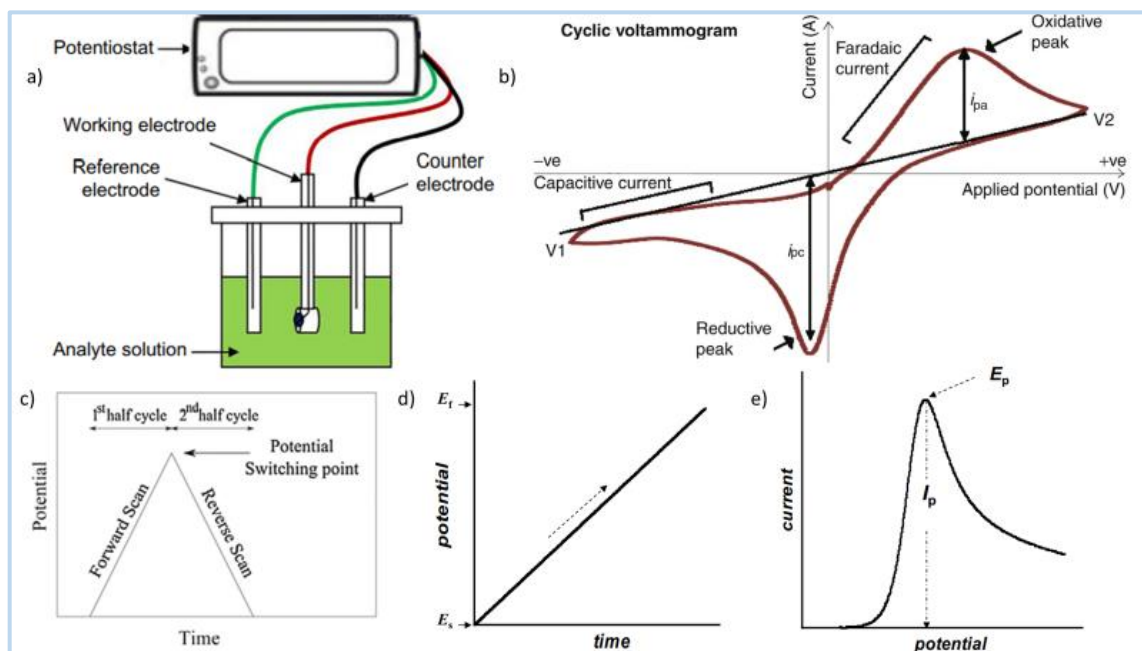 a)
Potentiostat
Working electrode
Reference
electrode
Counter
electrode
Analyte solution
b)
Cyclic voltammogram
Current (A)
Oxidative
peak
Faradaic
current
ipa
V2
–ve
+ve
Capacitive current
Applied pontential (V)
V1
ipc
Reductive
peak
c)
1st half cycle 2nd half cycle
Potential
Switching point
Potential
Forward Scan
Reverse Scan
Time
d)
Ef
potential
Es
time
e)
Ep
current
Ip
potential